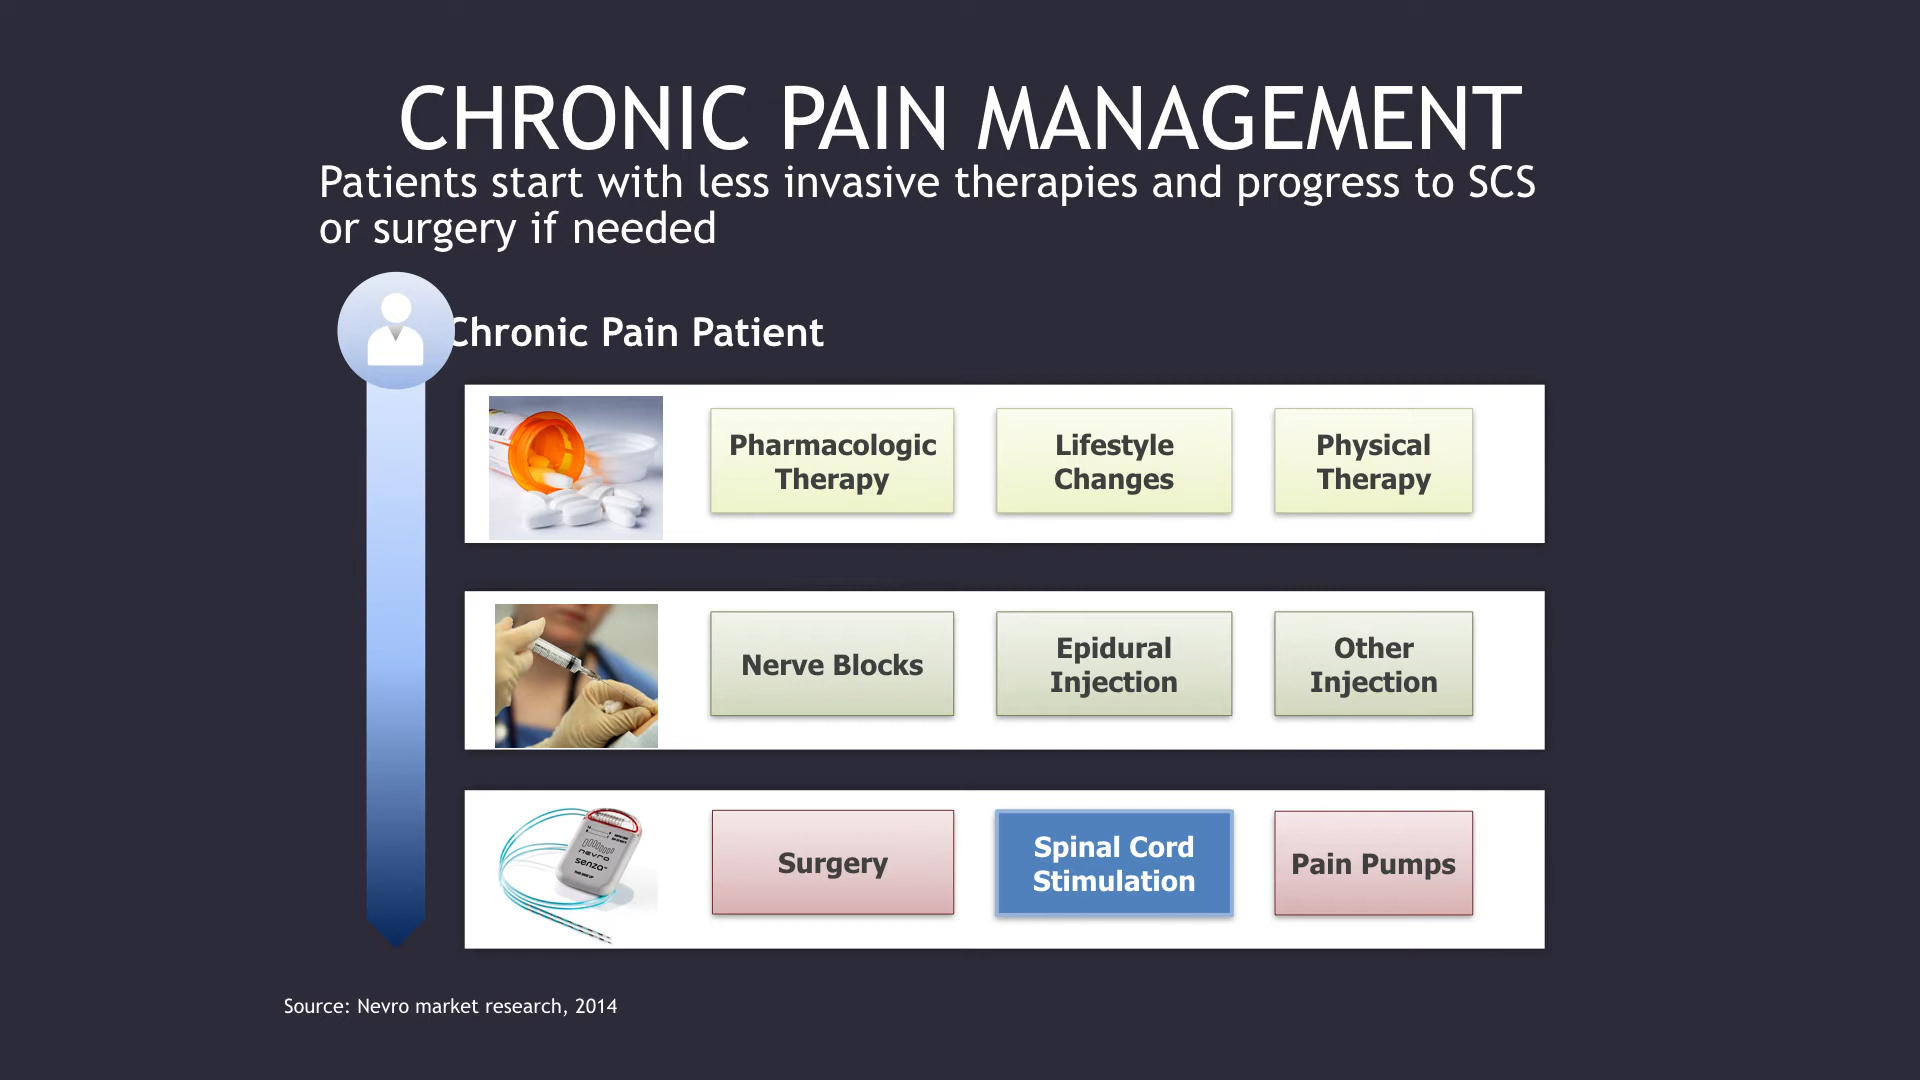 CHRONIC PAIN MANAGEMENT
Patients start with less invasive therapies and progress to SCS
or surgery if needed
Chronic Pain Patient
Pharmacologic
Therapy
Lifestyle
Changes
Physical
Therapy
Nerve Blocks
Epidural
Injection
Other
Injection
nevro
senza
Surgery
Spinal Cord
Stimulation
Pain Pumps
Source: Nevro market research, 2014